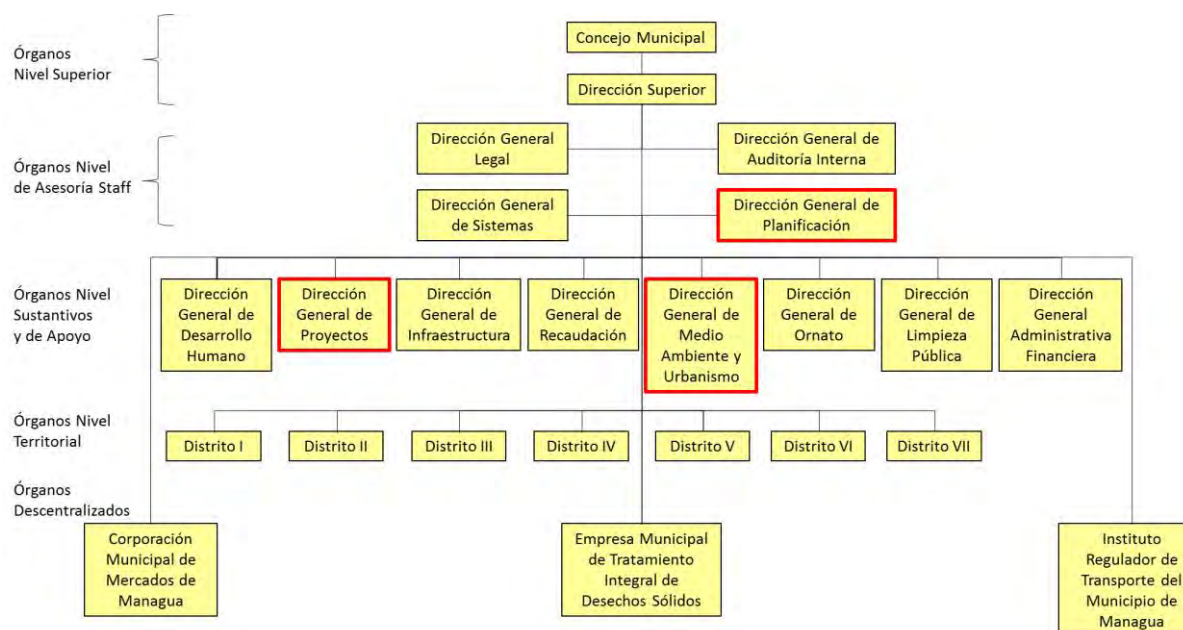 Órganos
Nivel Superior
Concejo Municipal
Dirección Superior
Órganos Nivel
de Asesoría Staff
Dirección General
Legal
Dirección General de
Auditoría Interna
Dirección General
de Sistemas
Dirección General de
Planificación
Órganos Nivel
Sustantivos
y de Apoyo
Dirección
General de
Desarrollo
Humano
Dirección
General de
Proyectos
Dirección
General de
Infraestructura
Dirección
General de
Recaudación
Dirección
General de
Medio
Ambiente y
Urbanismo
Dirección
General de
Ornato
Dirección
General de
Limpieza
Pública
Dirección
General
Administrativa
Financiera
Órganos Nivel
Territorial
Distrito I
Distrito II
Distrito III
Distrito IV
Distrito V
Distrito VI
Distrito VII
Órganos
Descentralizados
Corporación
Municipal de
Mercados de
Managua
Empresa Municipal
de Tratamiento
Integral de
Desechos Sólidos
Instituto
Regulador de
Transporte del
Municipio de
Managua